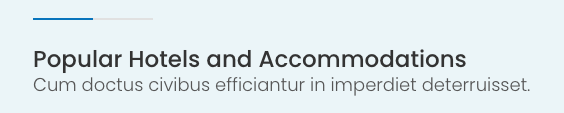 Popular Hotels and Accommodations
Cum doctus civibus efficiantur in imperdiet deterruisset.